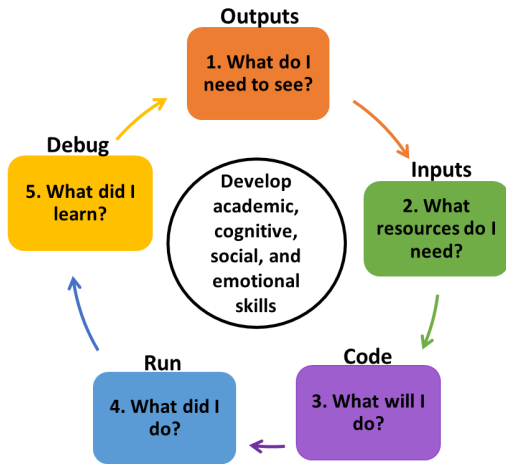 Outputs
1. What do I
need to see?
Inputs
2. What
resources do I
need?
Code
3. What will I
do?
Run
4. What did I
do?
Debug
5. What did I
learn?
Develop
academic,
cognitive,
social, and
emotional
skills